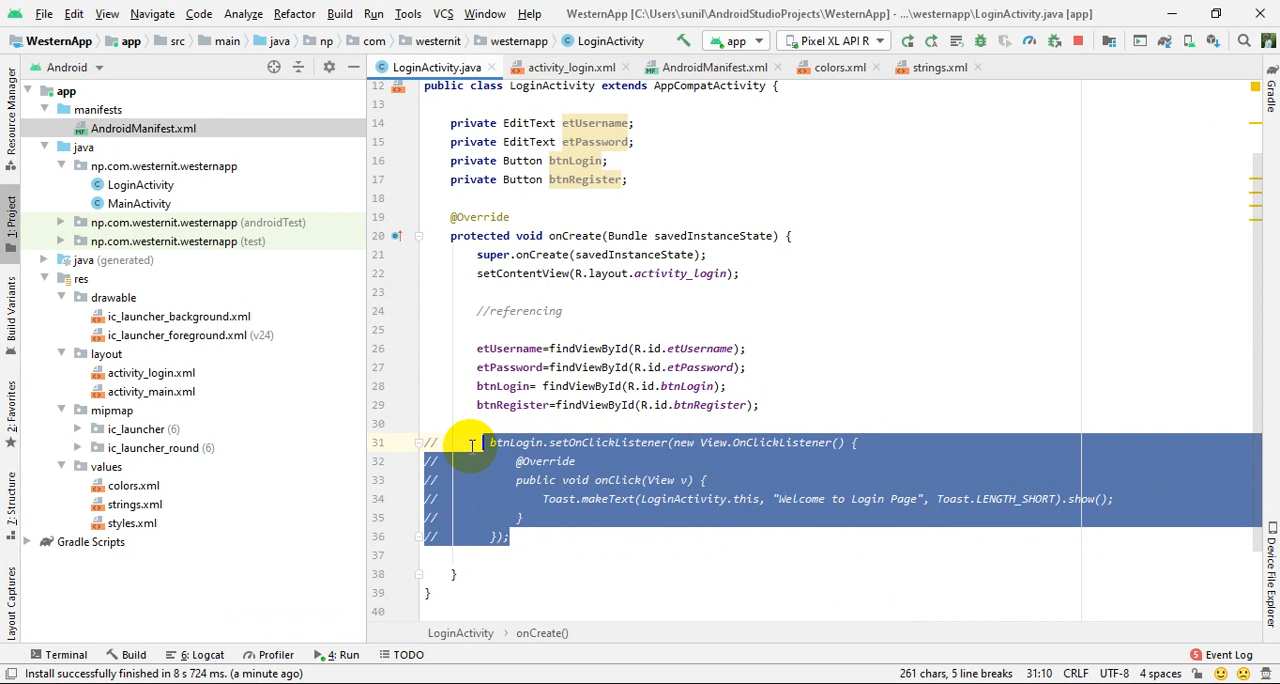 File Edit View Navigate Code Analyze Refactor Build Run Tools VCS Window Help WesternApp [C:\Users\sunil\AndroidStudioProjects\WesternApp] - ...\westernapp\LoginActivity.java [app]
WesternApp app src main java np com westernit westernapp LoginActivity app Pixel XL API R
Android
LoginActivity.java activity_login.xml AndroidManifest.xml colors.xml strings.xml
Resource Manager
1: Project
Build Variants
2: Favorites
Z: Structure
Layout Captures
app
manifests
AndroidManifest.xml
java
np.com.westernit.westernapp
LoginActivity
MainActivity
np.com.westernit.westernapp (androidTest)
np.com.westernit.westernapp (test)
java (generated)
res
drawable
ic_launcher_background.xml
ic_launcher_foreground.xml (v24)
layout
activity_login.xml
activity_main.xml
mipmap
ic_launcher (6)
ic_launcher_round (6)
values
colors.xml
strings.xml
styles.xml
Gradle Scripts
12 public class LoginActivity extends AppCompatActivity {
13
14 private EditText etUsername;
15 private EditText etPassword;
16 private Button btnLogin;
17 private Button btnRegister;
18
19 @Override
20 protected void onCreate(Bundle savedInstanceState) {
21 super.onCreate(savedInstanceState);
22 setContentView(R.layout.activity_login);
23
24 //referencing
25
26 etUsername=findViewById(R.id.etUsername);
27 etPassword=findViewById(R.id.etPassword);
28 btnLogin= findViewById(R.id.btnLogin);
29 btnRegister=findViewById(R.id.btnRegister);
30
31 // btnLogin.setOnClickListener(new View.OnClickListener() {
32 // @Override
33 // public void onClick(View v) {
34 // Toast.makeText(LoginActivity.this, "Welcome to Login Page", Toast.LENGTH_SHORT).show();
35 // }
36 // });
37
38 }
39 }
40
LoginActivity › onCreate()
Gradle
Device File Explorer
Terminal Build 6: Logcat Profiler 4: Run TODO 5 Event Log
Install successfully finished in 8 s 724 ms. (a minute ago) 261 chars, 5 line breaks 31:10 CRLF UTF-8 4 spaces